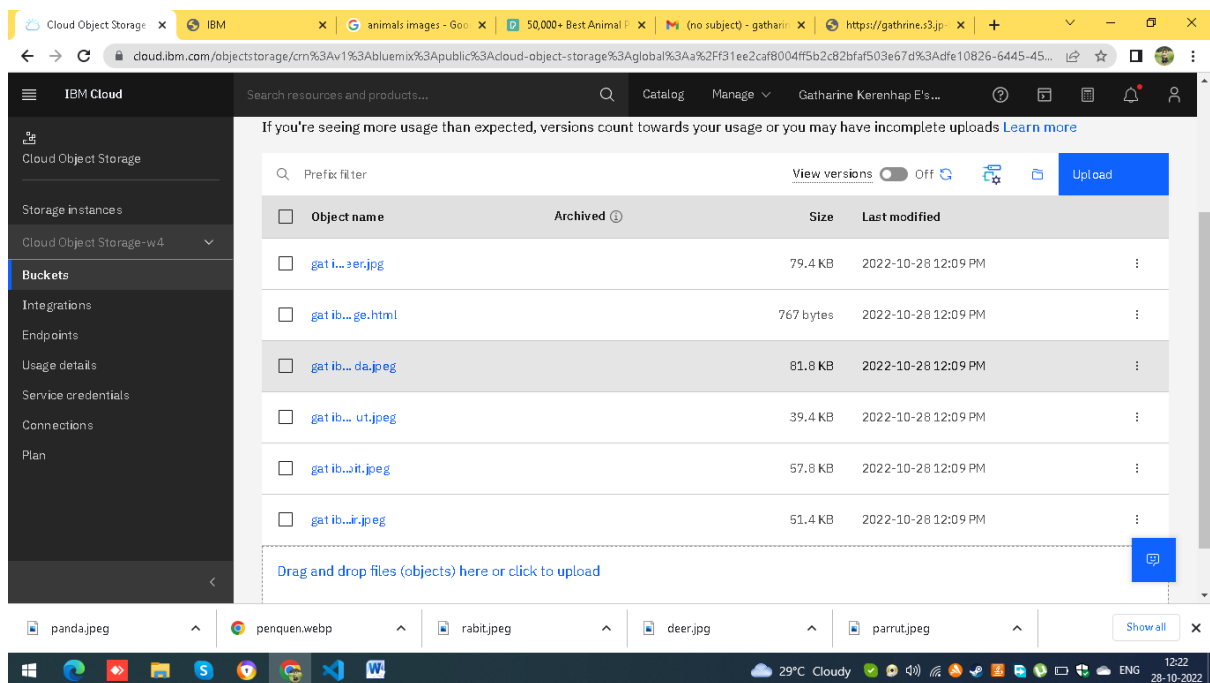 Cloud Object Storage
IBM
animals images - Goo
50,000+ Best Animal P
(no subject) - gatharin
https://gathrine.s3.jp-
cloud.ibm.com/objectstorage/crn%3Av1%3Abluemix%3Apublic%3Acloud-object-storage%3Aglobal%3Aa%2Ff31ee2caf8004ff5b2c82bfaf503e67d%3Adfe10826-6445-45...
IBM Cloud
Search resources and products...
Catalog
Manage
Gatharine Kerenhap E's...
If you're seeing more usage than expected, versions count towards your usage or you may have incomplete uploads Learn more
Cloud Object Storage
Storage instances
Cloud Object Storage-w4
Buckets
Integrations
Endpoints
Usage details
Service credentials
Connections
Plan
Prefix filter
View versions Off
Upload
Object name Archived Size Last modified
gat i... eer.jpg 79.4 KB 2022-10-28 12:09 PM
gat ib... ge.html 767 bytes 2022-10-28 12:09 PM
gat ib... da.jpeg 81.8 KB 2022-10-28 12:09 PM
gat ib... ut.jpeg 39.4 KB 2022-10-28 12:09 PM
gat ib...bit.jpeg 57.8 KB 2022-10-28 12:09 PM
gat ib...ir.jpeg 51.4 KB 2022-10-28 12:09 PM
Drag and drop files (objects) here or click to upload
panda.jpeg
penquen.webp
rabit.jpeg
deer.jpg
parrut.jpeg
Show all
29°C Cloudy
ENG
12:22
28-10-2022